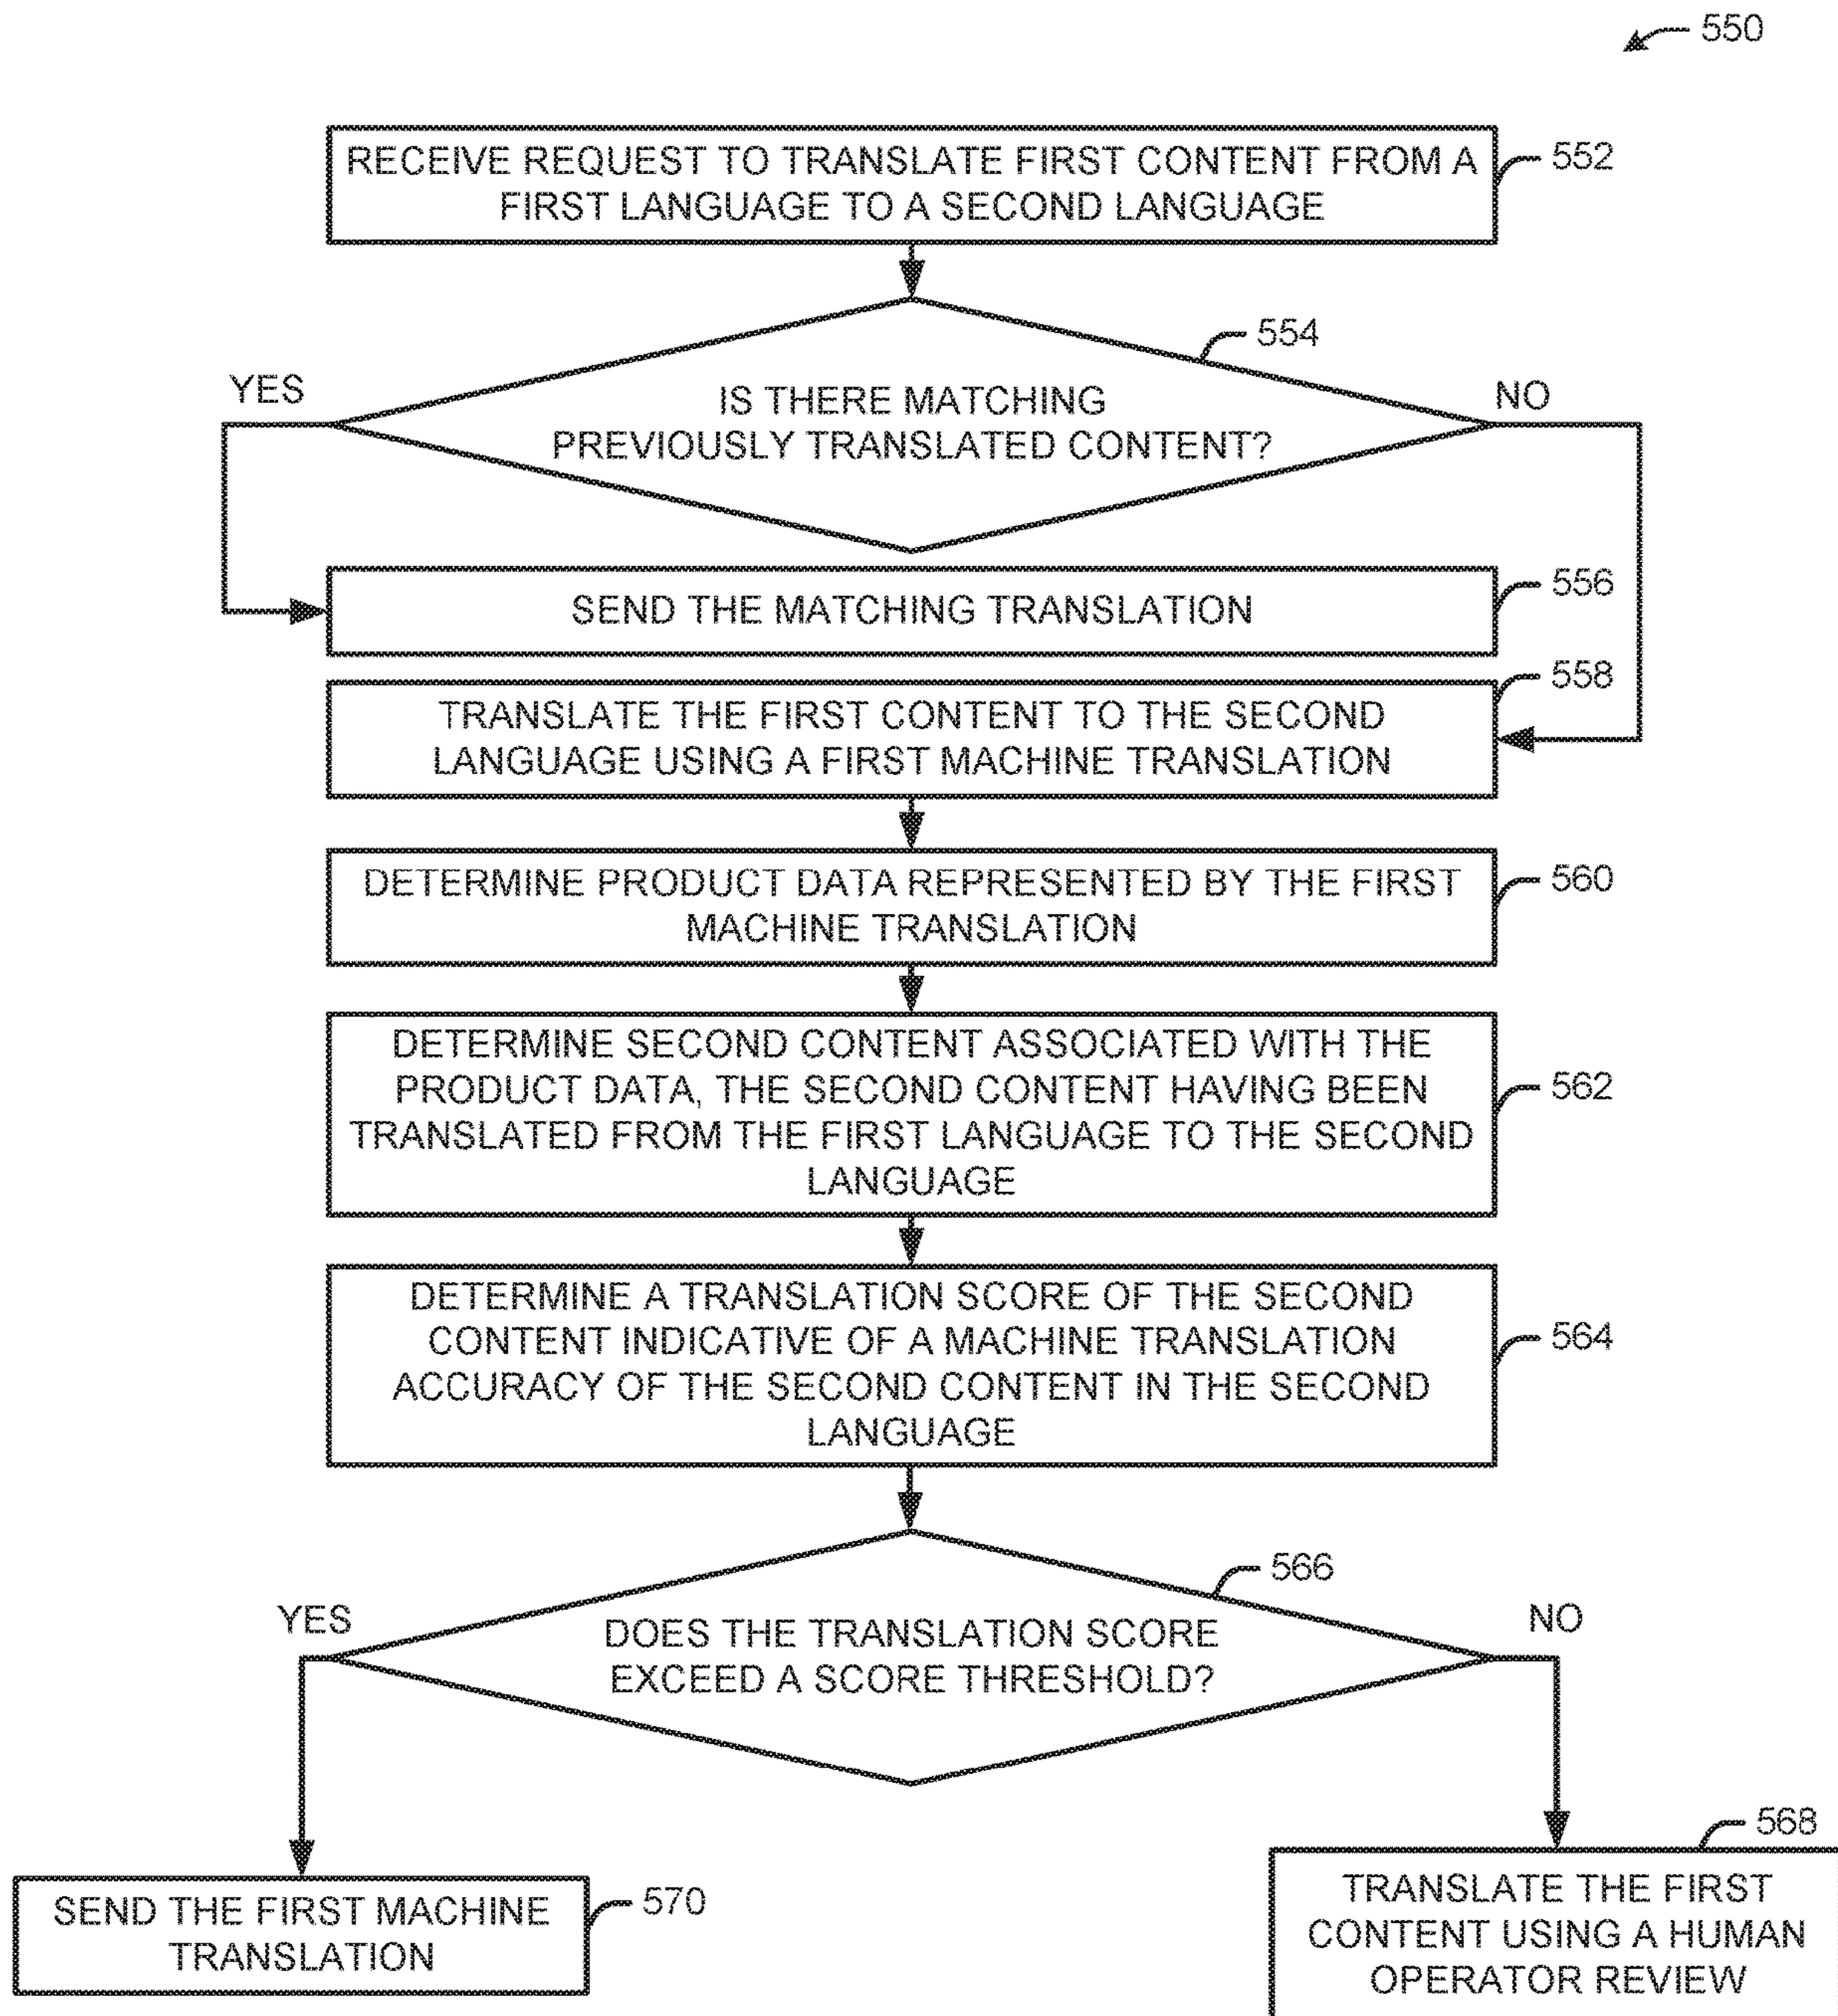 550
RECEIVE REQUEST TO TRANSLATE FIRST CONTENT FROM A
FIRST LANGUAGE TO A SECOND LANGUAGE
552
554
YES
IS THERE MATCHING
PREVIOUSLY TRANSLATED CONTENT?
NO
SEND THE MATCHING TRANSLATION
556
558
TRANSLATE THE FIRST CONTENT TO THE SECOND
LANGUAGE USING A FIRST MACHINE TRANSLATION
DETERMINE PRODUCT DATA REPRESENTED BY THE FIRST
MACHINE TRANSLATION
560
DETERMINE SECOND CONTENT ASSOCIATED WITH THE
PRODUCT DATA, THE SECOND CONTENT HAVING BEEN
TRANSLATED FROM THE FIRST LANGUAGE TO THE SECOND
LANGUAGE
562
DETERMINE A TRANSLATION SCORE OF THE SECOND
CONTENT INDICATIVE OF A MACHINE TRANSLATION
ACCURACY OF THE SECOND CONTENT IN THE SECOND
LANGUAGE
564
566
YES
DOES THE TRANSLATION SCORE
EXCEED A SCORE THRESHOLD?
NO
SEND THE FIRST MACHINE
TRANSLATION
570
568
TRANSLATE THE FIRST
CONTENT USING A HUMAN
OPERATOR REVIEW